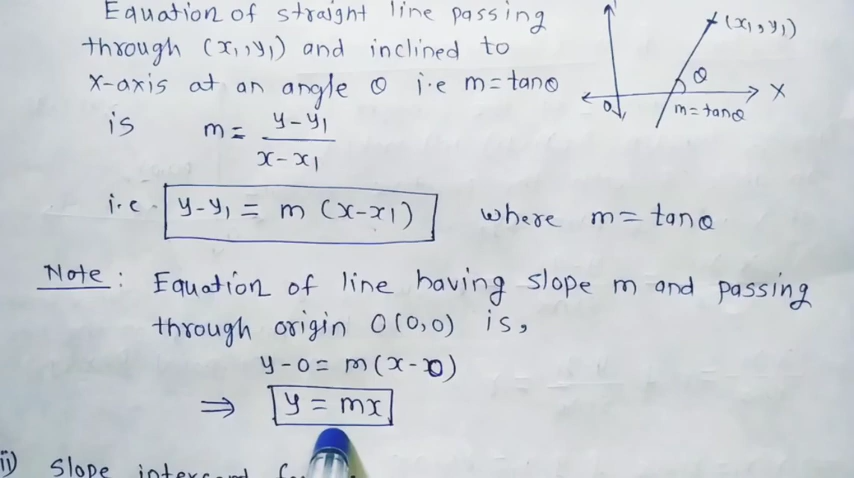 Equation of straight line passing
through (x₁,y₁) and inclined to
x-axis at an angle θ i.e m=tanθ
is m = (y-y₁)/(x-x₁)
i.e. y-y₁ = m (x-x₁) where m = tanθ
Note: Equation of line having slope m and passing
through origin O(0,0) is,
y-0 = m(x-0)
⇒ y = mx
ii) Slope
(x₁,y₁)
θ
X
O
m=tanθ